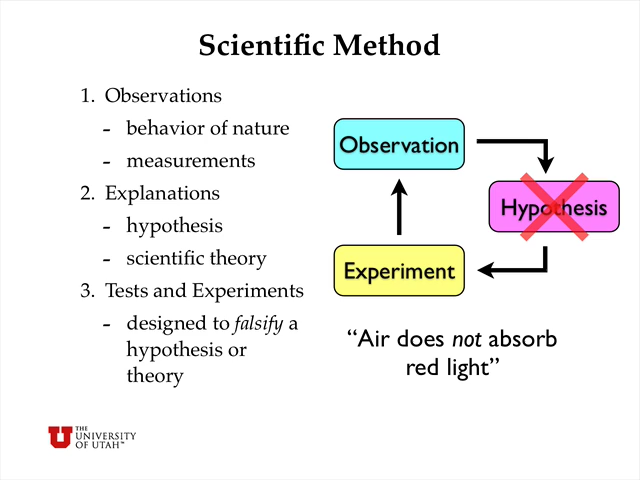 Scientific Method
1. Observations
- behavior of nature
- measurements
2. Explanations
- hypothesis
- scientific theory
3. Tests and Experiments
- designed to falsify a
hypothesis or
theory
Observation
Hypothesis
Experiment
“Air does not absorb
red light”
THE
UNIVERSITY
OF UTAH™